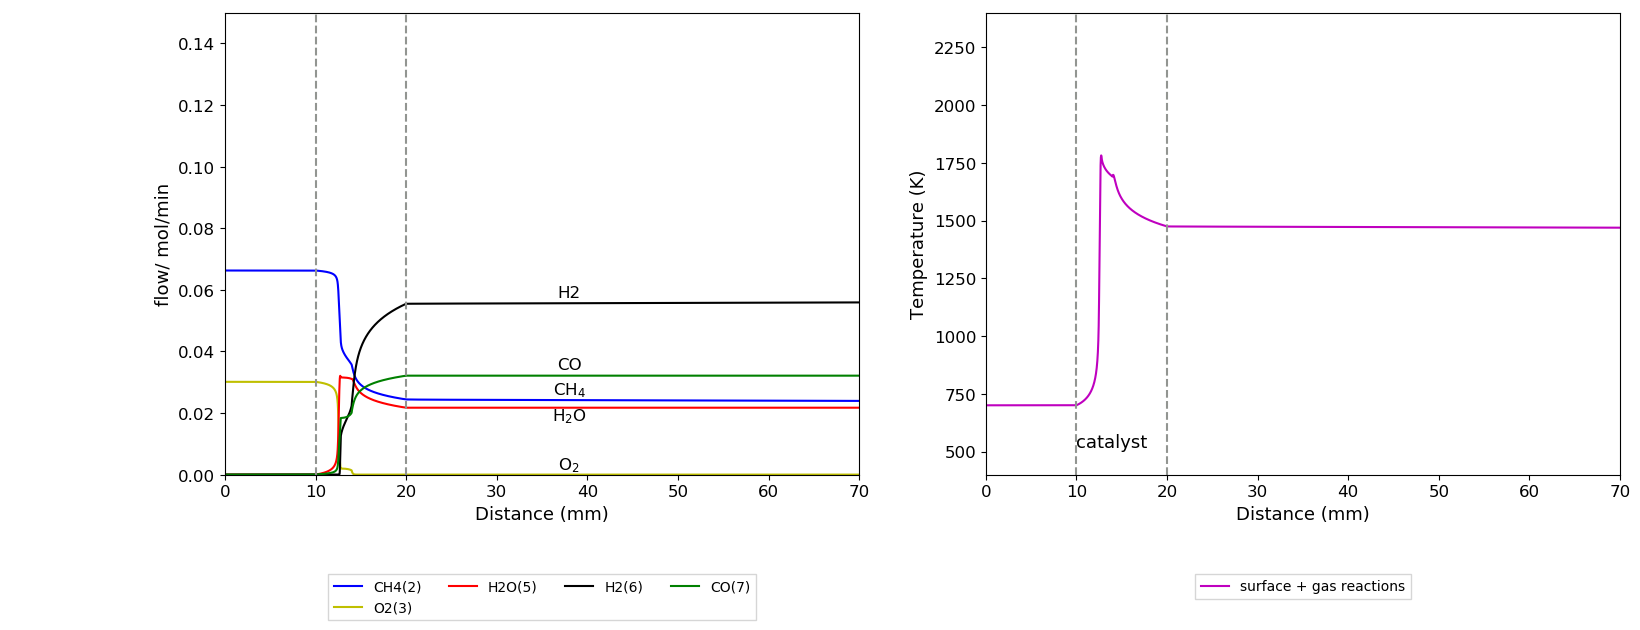 0.14
0.12
0.10
0.08
0.06
0.04
0.02
0.00
flow/ mol/min
H2
CO
CH₄
H₂O
O₂
0 10 20 30 40 50 60 70
Distance (mm)
CH4(2) H2O(5) H2(6) CO(7)
O2(3)
2250
2000
1750
1500
1250
1000
750
500
Temperature (K)
catalyst
0 10 20 30 40 50 60 70
Distance (mm)
surface + gas reactions